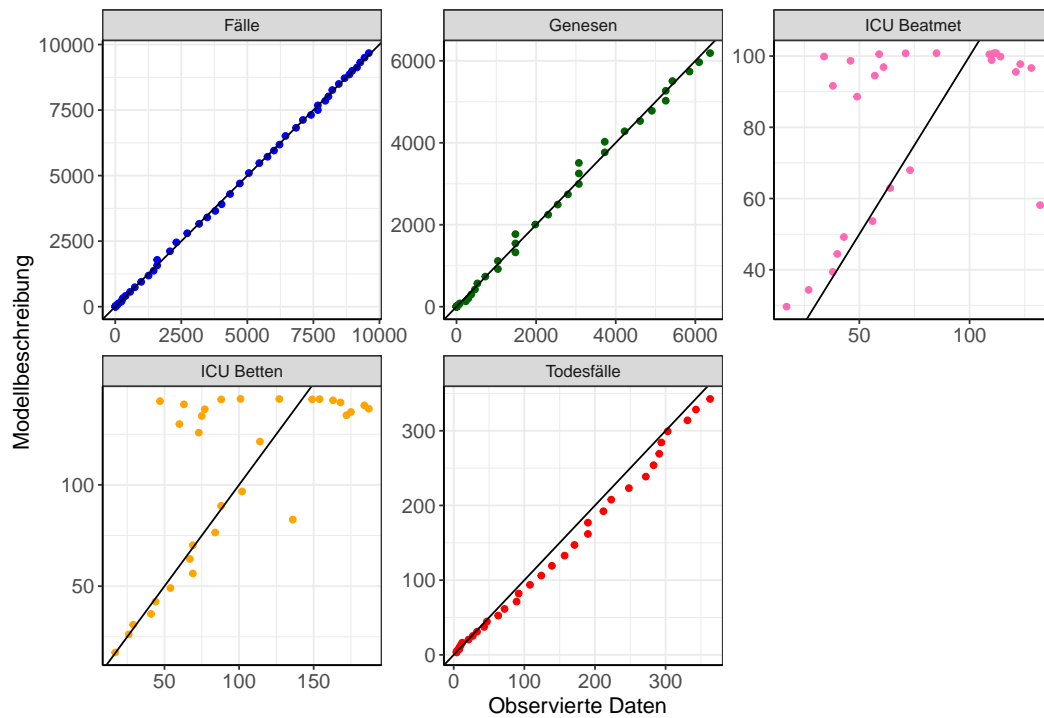 Fälle
Genesen
ICU Beatmet
10000
7500
5000
2500
0
0 2500 5000 7500 10000
6000
4000
2000
0
0 2000 4000 6000
100
80
60
40
50 100
ICU Betten
Todesfälle
100
50
50 100 150
300
200
100
0
0 100 200 300
Modellbeschreibung
Observierte Daten